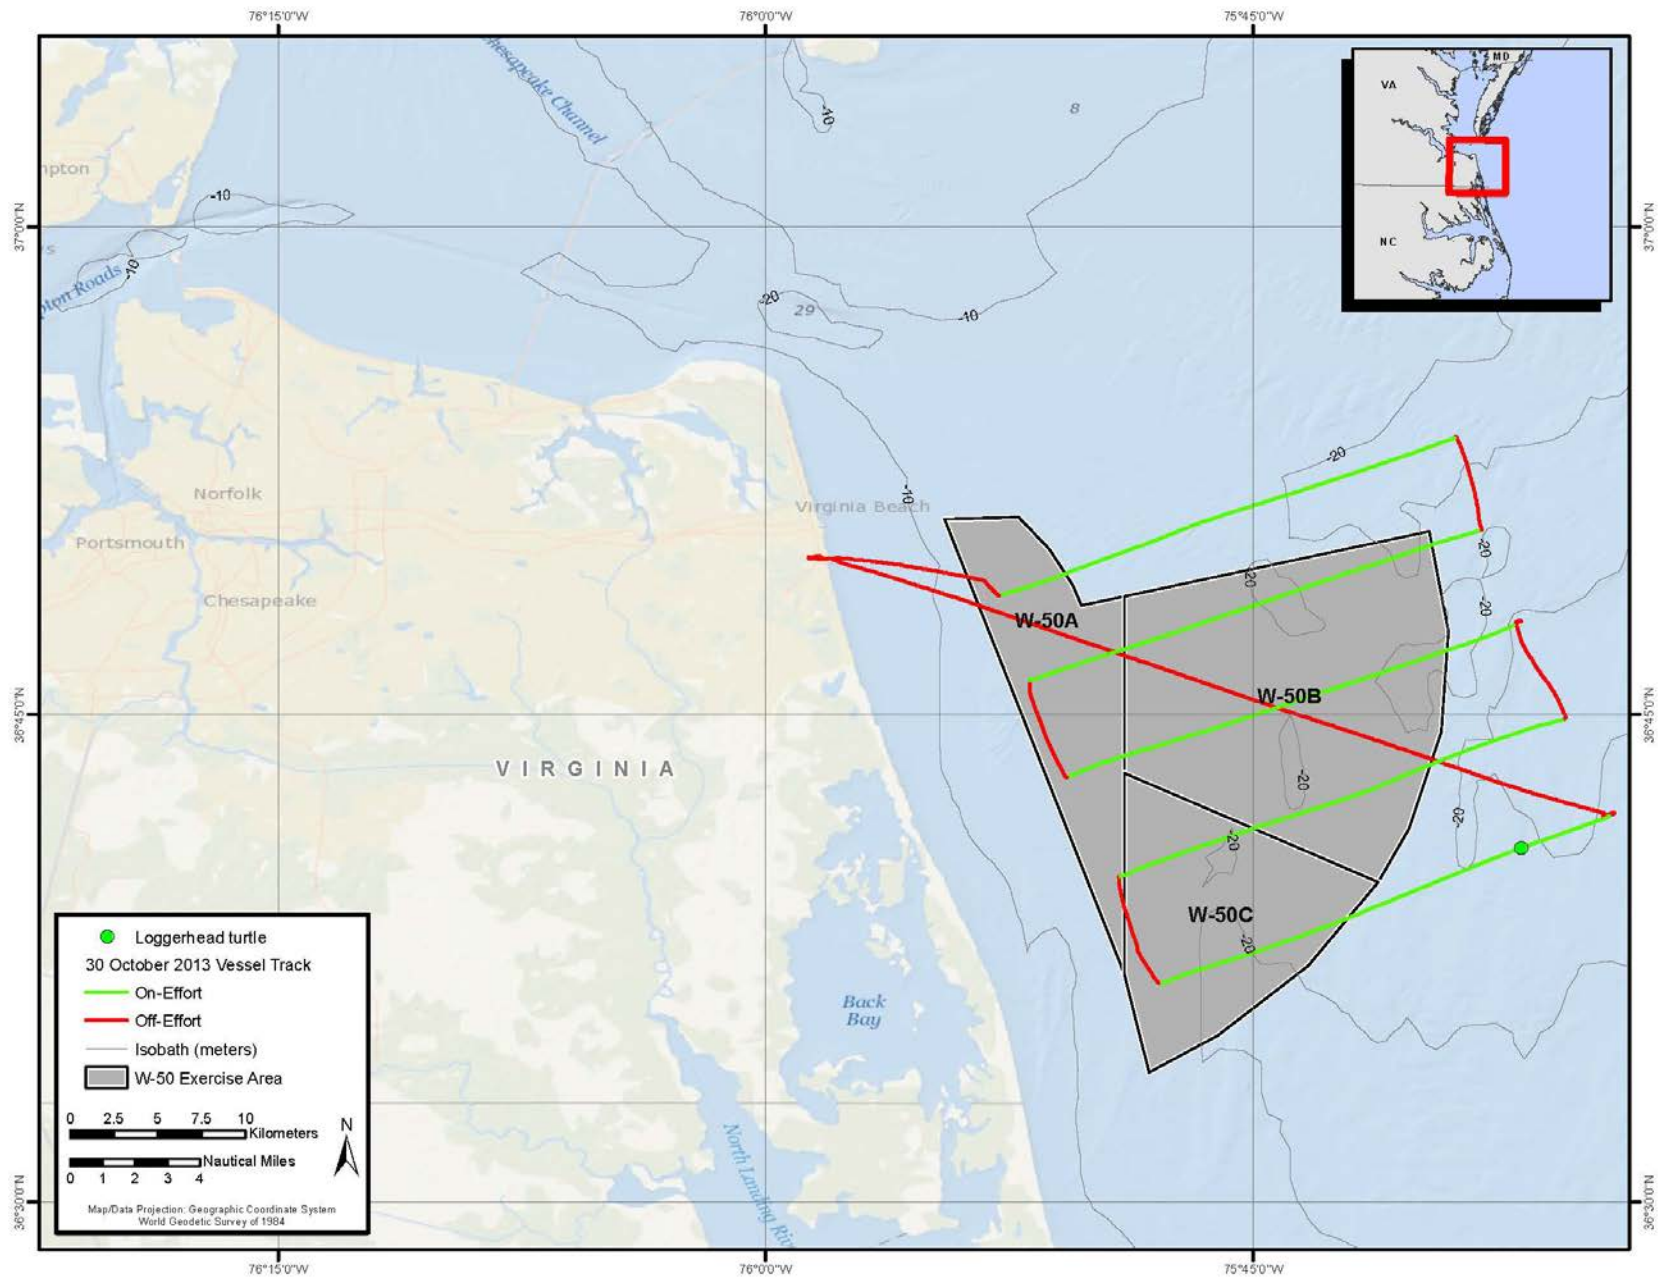 76°15'0"W
76°0'0"W
75°45'0"W
Chesapeake Channel
MD
VA
-10
8
mpton
-10
37°0'0"N
37°0'0"N
NC
-10
pton Roads
-20
29
-10
-20
-10
Norfolk
Virginia Beach
Portsmouth
-20
-20
Chesapeake
-20
W-50A
W-50B
36°45'0"N
36°45'0"N
VIRGINIA
-20
-20
-20
W-50C
-20
Loggerhead turtle
30 October 2013 Vessel Track
On-Effort
Off-Effort
Isobath (meters)
W-50 Exercise Area
0 2.5 5 7.5 10
Kilometers
N
Nautical Miles
0 1 2 3 4
Map/Data Projection: Geographic Coordinate System
World Geodetic Survey of 1984
Back
Bay
North Landing Riv
36°30'0"N
36°30'0"N
76°15'0"W
76°0'0"W
75°45'0"W